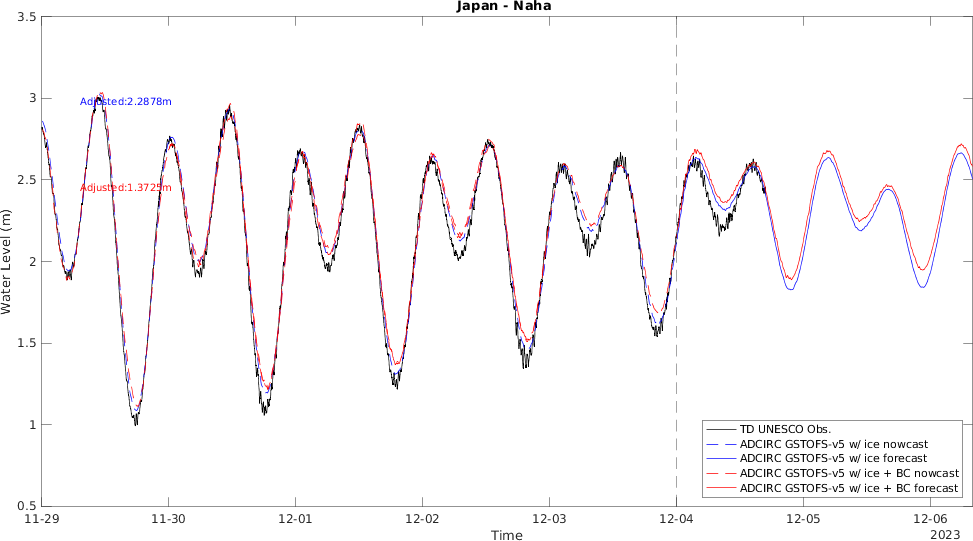 Japan - Naha
3.5
3
2.5
2
1.5
1
0.5
Water Level (m)
Adjusted:2.2878m
Adjusted:1.3725m
TD UNESCO Obs.
ADCIRC GSTOFS-v5 w/ ice nowcast
ADCIRC GSTOFS-v5 w/ ice forecast
ADCIRC GSTOFS-v5 w/ ice + BC nowcast
ADCIRC GSTOFS-v5 w/ ice + BC forecast
11-29 11-30 12-01 12-02 12-03 12-04 12-05 12-06
Time
2023